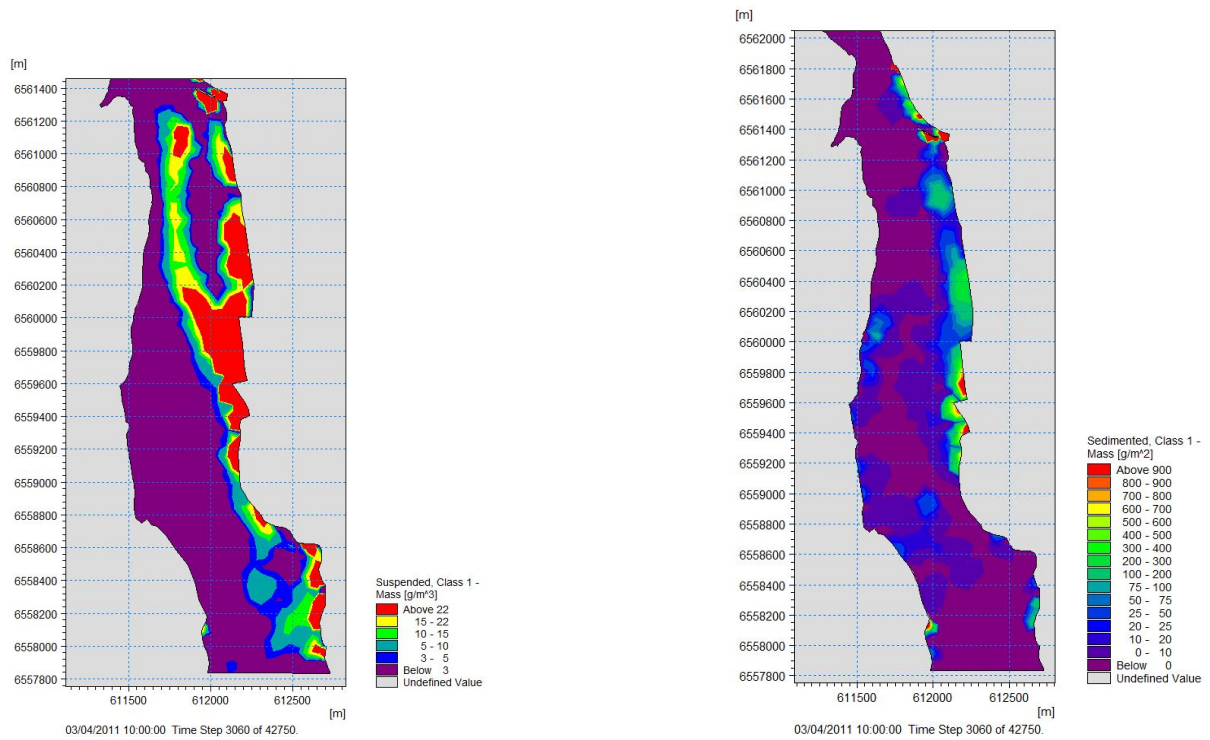 [m]
6561400
6561200
6561000
6560800
6560600
6560400
6560200
6560000
6559800
6559600
6559400
6559200
6559000
6558800
6558600
6558400
6558200
6558000
6557800
611500 612000 612500
[m]
03/04/2011 10:00:00 Time Step 3060 of 42750.
Suspended, Class 1 -
Mass [g/m^3]
Above 22
15 - 22
10 - 15
5 - 10
3 - 5
Below 3
Undefined Value
[m]
6562000
6561800
6561600
6561400
6561200
6561000
6560800
6560600
6560400
6560200
6560000
6559800
6559600
6559400
6559200
6559000
6558800
6558600
6558400
6558200
6558000
6557800
611500 612000 612500
[m]
03/04/2011 10:00:00 Time Step 3060 of 42750.
Sedimented, Class 1 -
Mass [g/m^2]
Above 900
800 - 900
700 - 800
600 - 700
500 - 600
400 - 500
300 - 400
200 - 300
100 - 200
75 - 100
50 - 75
25 - 50
20 - 25
10 - 20
0 - 10
Below 0
Undefined Value